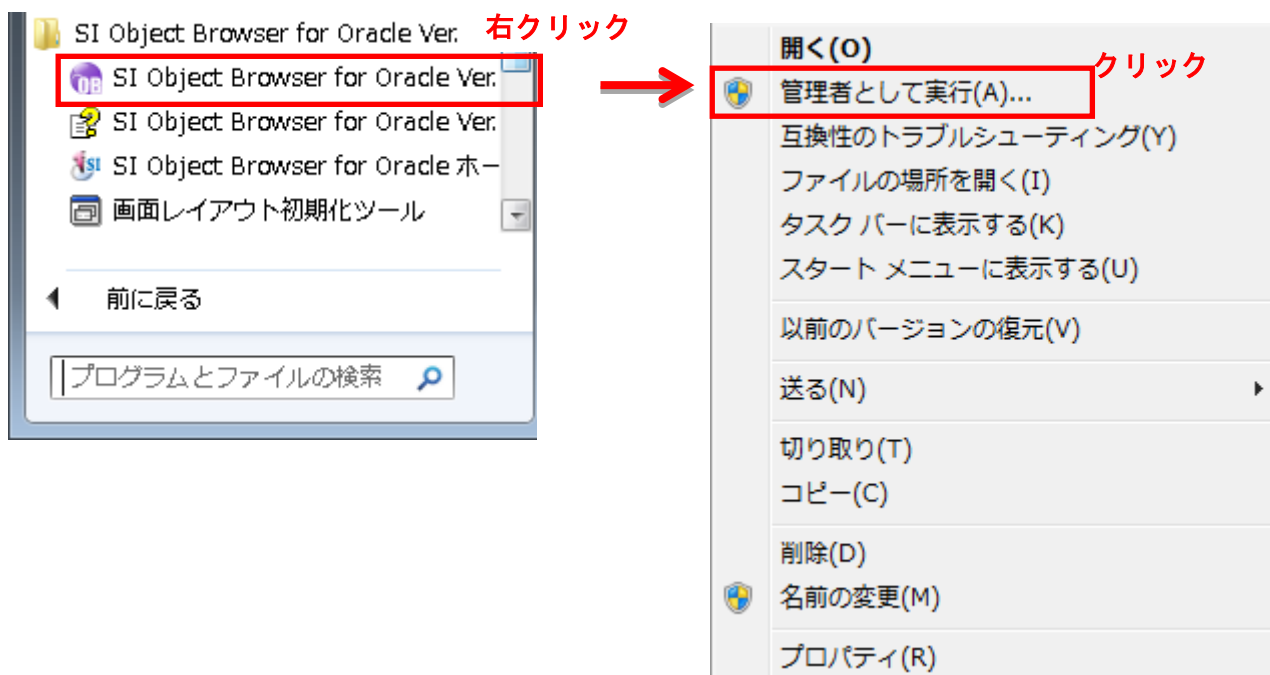 SI Object Browser for Oracle Ver.
右クリック
SI Object Browser for Oracle Ver.
SI Object Browser for Oracle Ver.
SI Object Browser for Oracle ホー
画面レイアウト初期化ツール
前に戻る
プログラムとファイルの検索
開く(O)
クリック
管理者として実行(A)...
互換性のトラブルシューティング(Y)
ファイルの場所を開く(I)
タスク バーに表示する(K)
スタート メニューに表示する(U)
以前のバージョンの復元(V)
送る(N)
切り取り(T)
コピー(C)
削除(D)
名前の変更(M)
プロパティ(R)